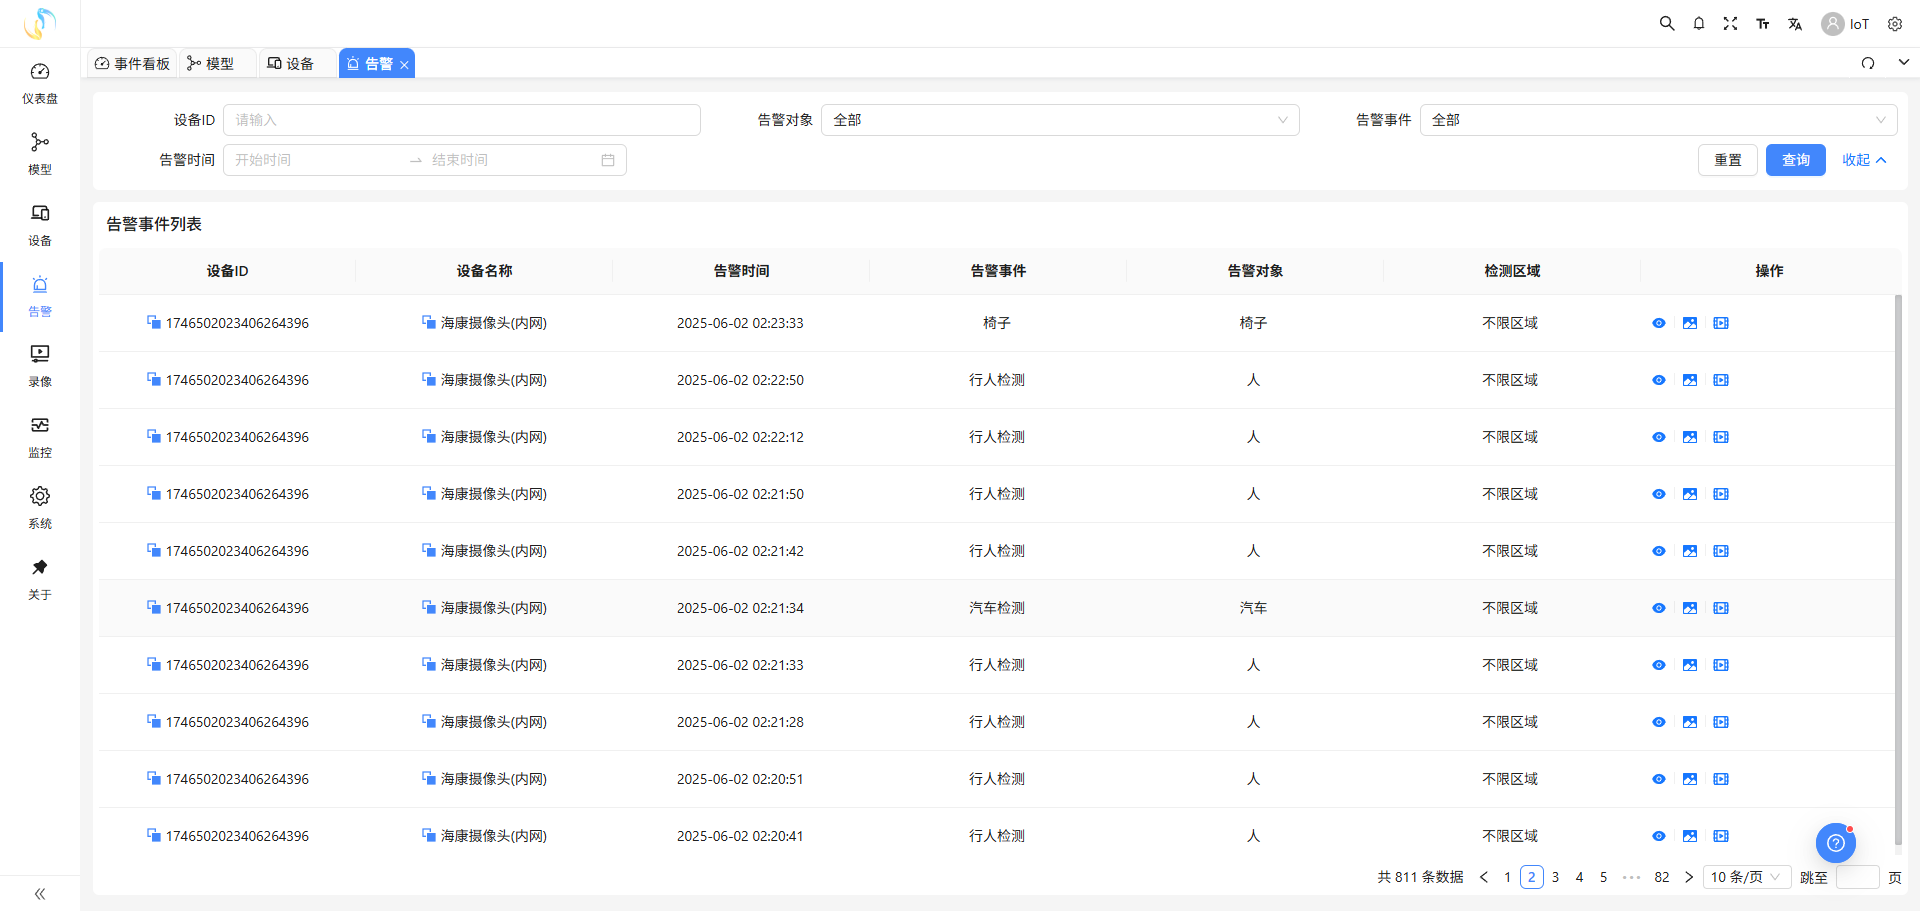 IoT
事件看板 模型 设备 告警
仪表盘
模型
设备
告警
录像
监控
系统
关于
设备ID 请输入 告警对象 全部 告警事件 全部
告警时间 开始时间 结束时间 重置 查询 收起
告警事件列表
设备ID 设备名称 告警时间 告警事件 告警对象 检测区域 操作
1746502023406264396 海康摄像头(内网) 2025-06-02 02:23:33 椅子 椅子 不限区域
1746502023406264396 海康摄像头(内网) 2025-06-02 02:22:50 行人检测 人 不限区域
1746502023406264396 海康摄像头(内网) 2025-06-02 02:22:12 行人检测 人 不限区域
1746502023406264396 海康摄像头(内网) 2025-06-02 02:21:50 行人检测 人 不限区域
1746502023406264396 海康摄像头(内网) 2025-06-02 02:21:42 行人检测 人 不限区域
1746502023406264396 海康摄像头(内网) 2025-06-02 02:21:34 汽车检测 汽车 不限区域
1746502023406264396 海康摄像头(内网) 2025-06-02 02:21:33 行人检测 人 不限区域
1746502023406264396 海康摄像头(内网) 2025-06-02 02:21:28 行人检测 人 不限区域
1746502023406264396 海康摄像头(内网) 2025-06-02 02:20:51 行人检测 人 不限区域
1746502023406264396 海康摄像头(内网) 2025-06-02 02:20:41 行人检测 人 不限区域
共 811 条数据 1 2 3 4 5 ••• 82 10 条/页 跳至 页